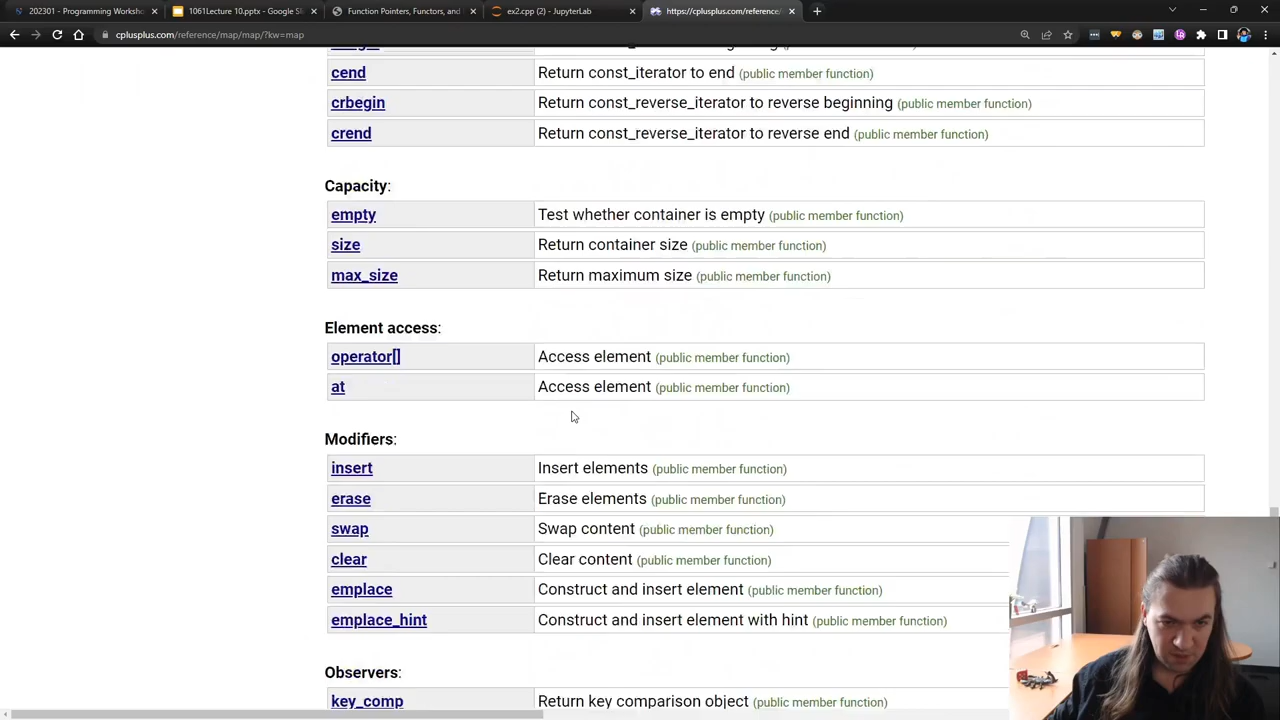 202301 - Programming Worksh
1061Lecture 10.pptx - Google Sl
Function Pointers, Functors, and
ex2.cpp (2) - JupyterLab
https://cplusplus.com/reference/
cplusplus.com/reference/map/map/?kw=map
cend Return const_iterator to end (public member function)
crbegin Return const_reverse_iterator to reverse beginning (public member function)
crend Return const_reverse_iterator to reverse end (public member function)
Capacity:
empty Test whether container is empty (public member function)
size Return container size (public member function)
max_size Return maximum size (public member function)
Element access:
operator[] Access element (public member function)
at Access element (public member function)
Modifiers:
insert Insert elements (public member function)
erase Erase elements (public member function)
swap Swap content (public member function)
clear Clear content (public member function)
emplace Construct and insert element (public member function)
emplace_hint Construct and insert element with hint (public member function)
Observers:
key_comp Return key comparison object (public member function)